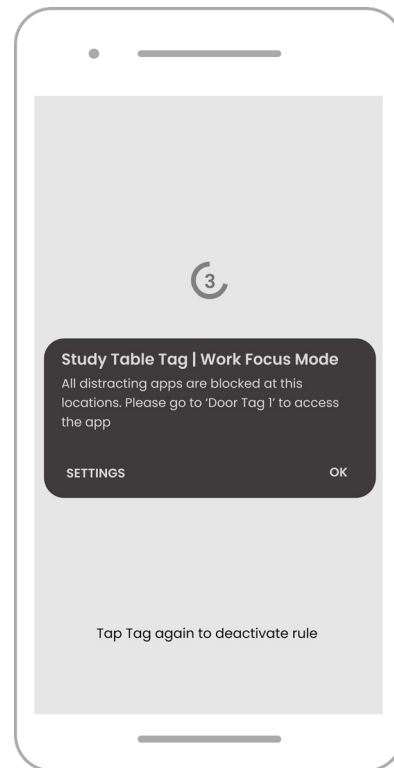 3
Study Table Tag | Work Focus Mode
All distracting apps are blocked at this
locations. Please go to ‘Door Tag 1’ to access
the app
SETTINGS OK
Tap Tag again to deactivate rule